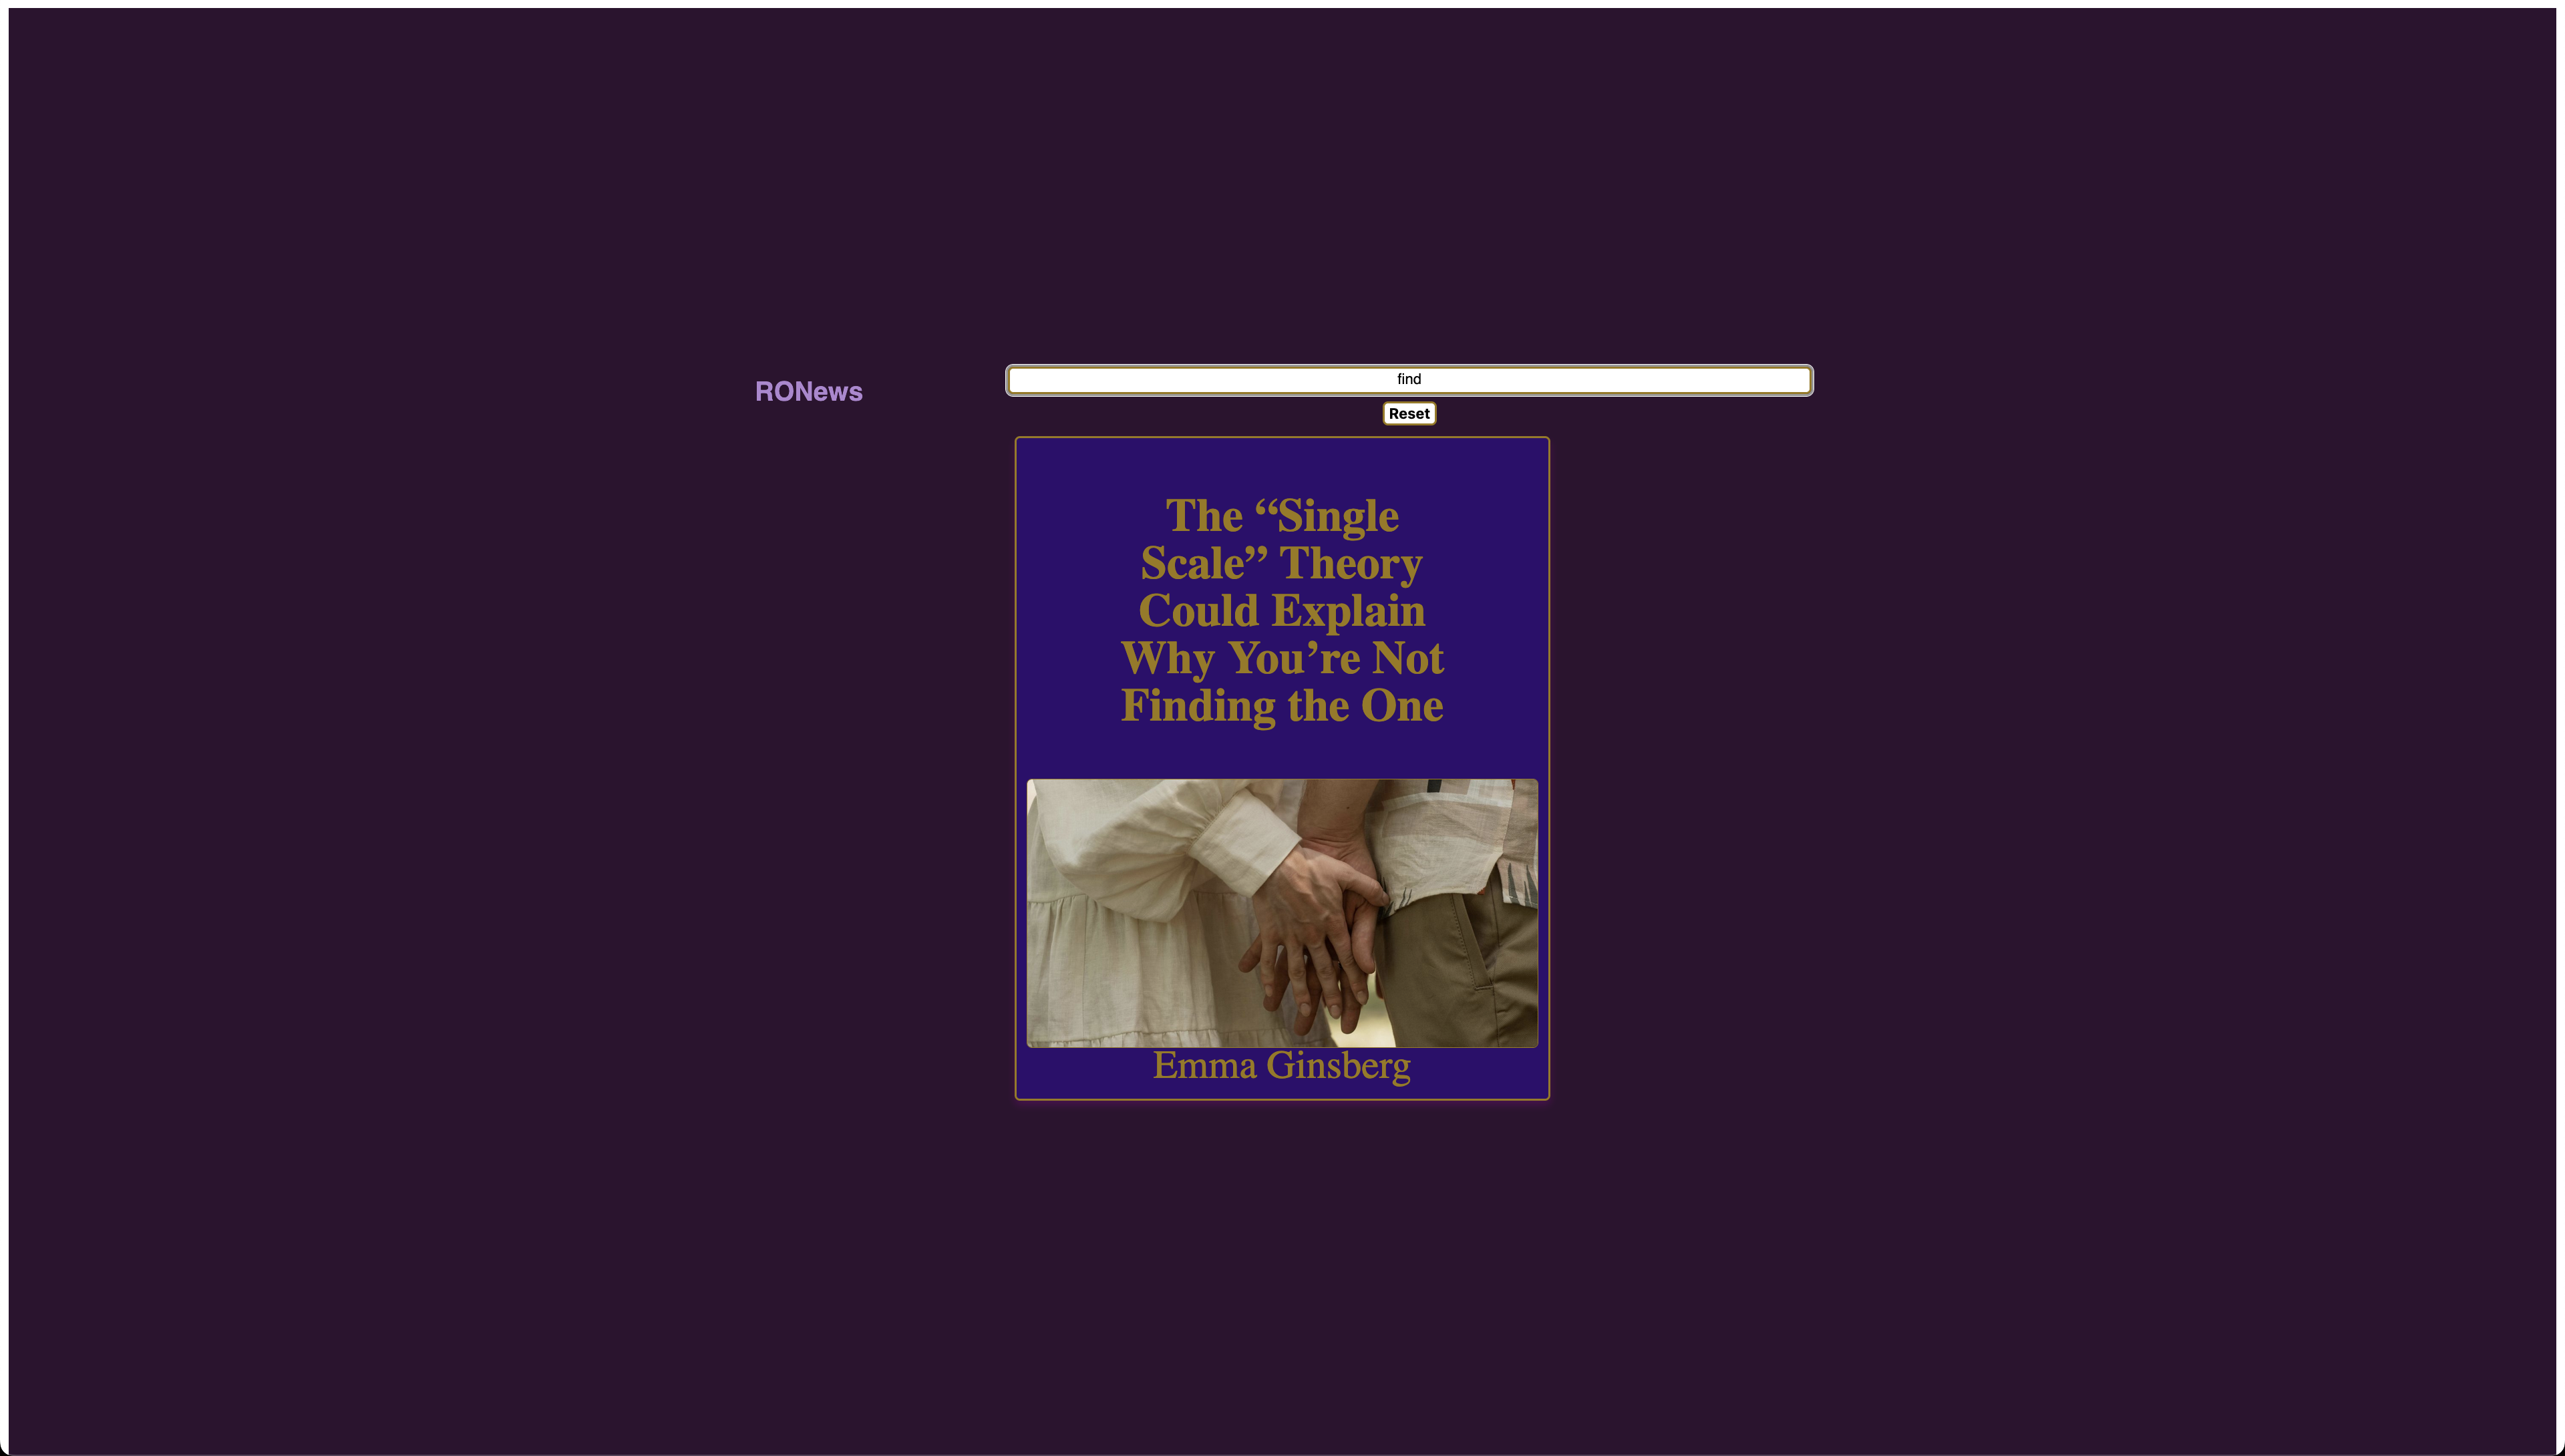 RONews
find
Reset
The “Single
Scale” Theory
Could Explain
Why You’re Not
Finding the One
Emma Ginsberg